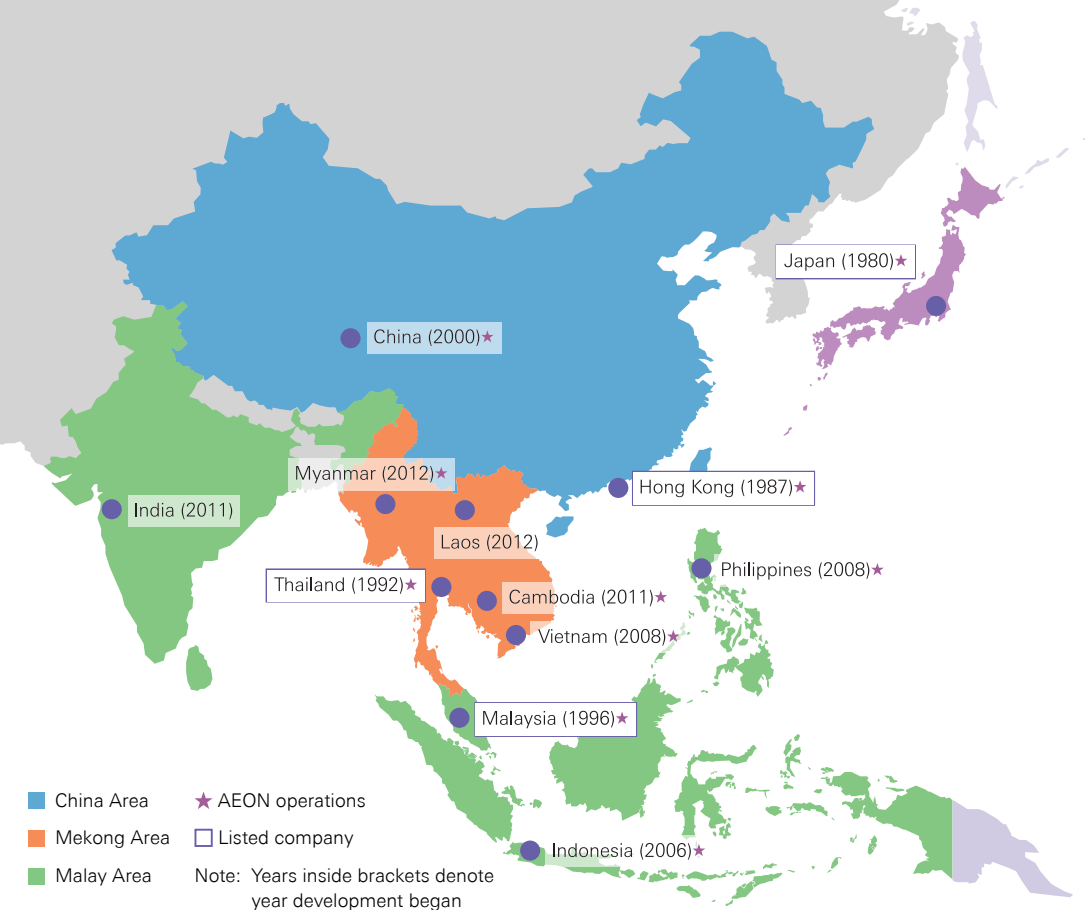 Japan (1980)★
China (2000)★
Myanmar (2012)★
Hong Kong (1987)★
India (2011)
Laos (2012)
Philippines (2008)★
Thailand (1992)★
Cambodia (2011)★
Vietnam (2008)★
Malaysia (1996)★
Indonesia (2006)★
China Area
★ AEON operations
Mekong Area
Listed company
Malay Area
Note: Years inside brackets denote
year development began